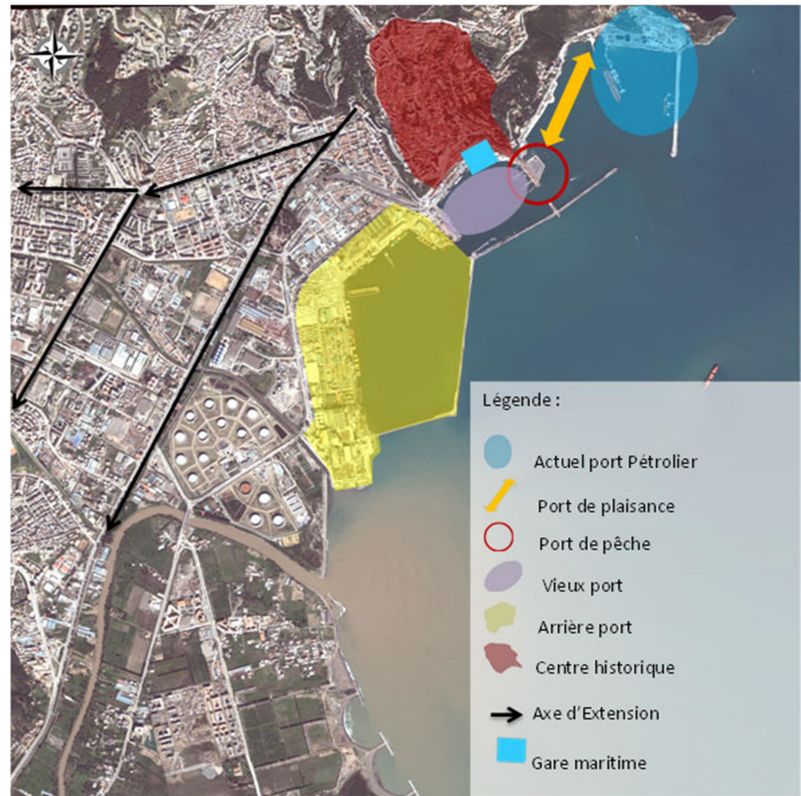 Légende :
Actuel port Pétrolier
Port de plaisance
Port de pêche
Vieux port
Arrière port
Centre historique
Axe d'Extension
Gare maritime